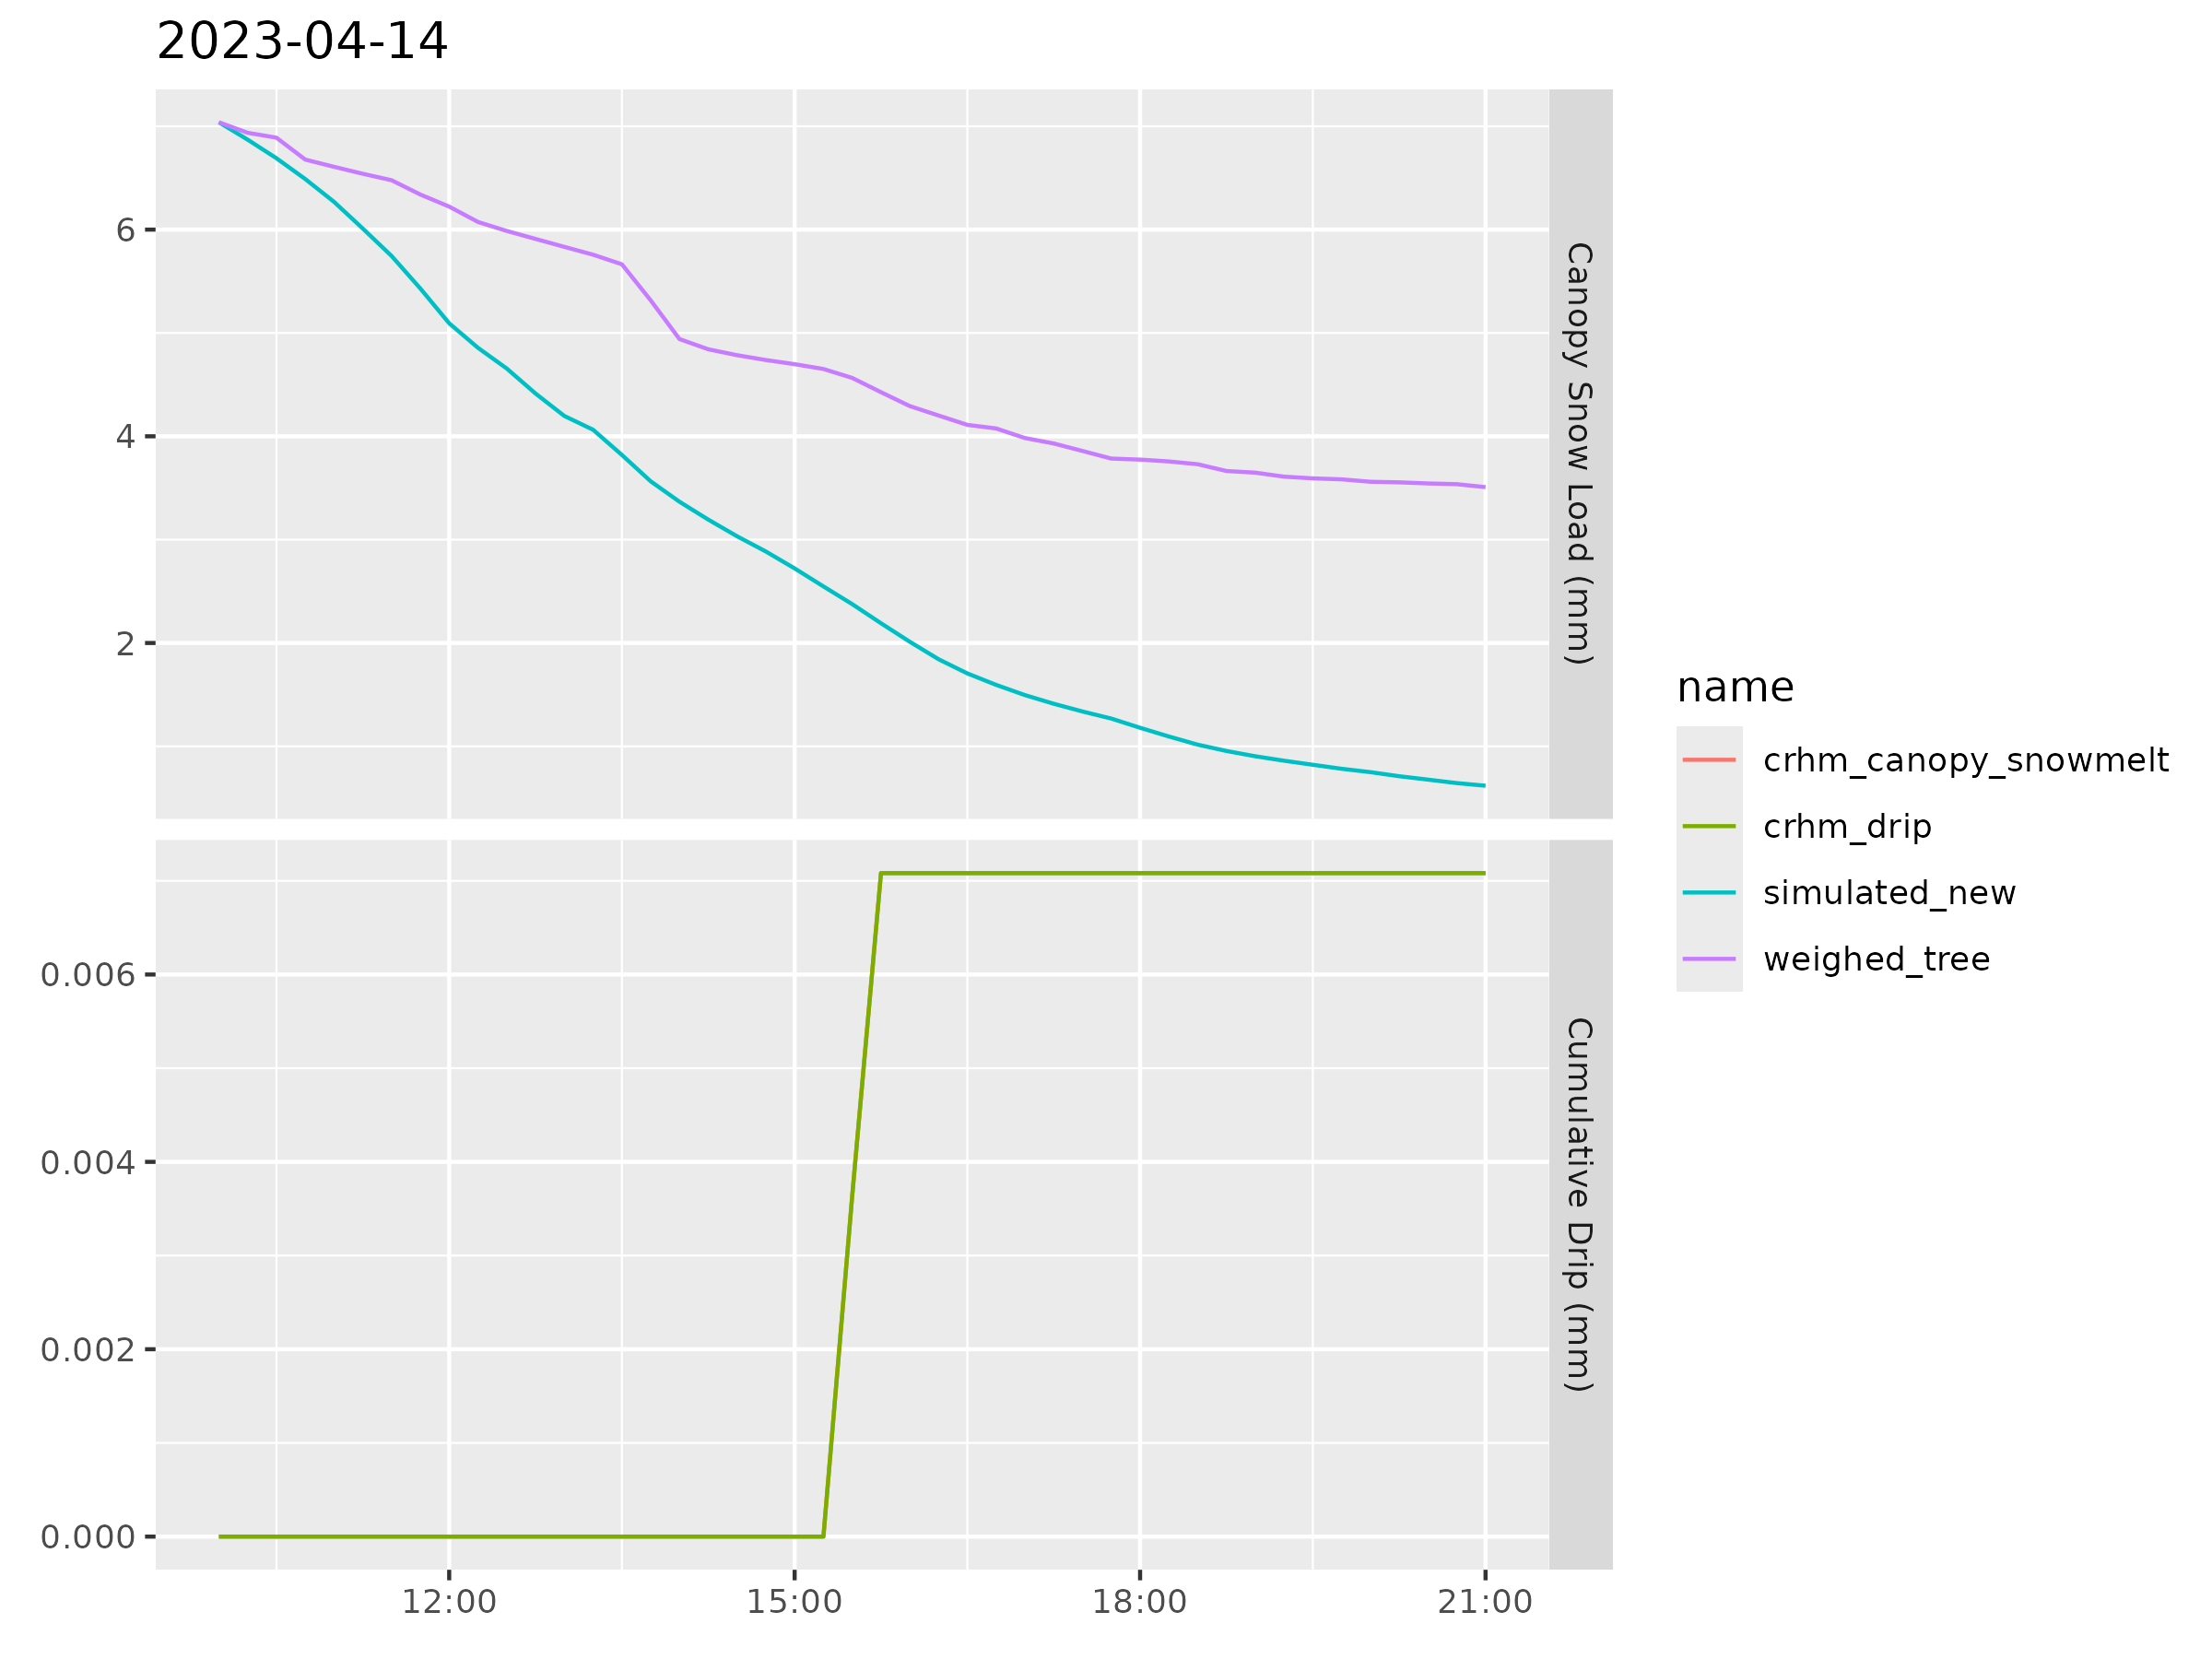 2023-04-14
6
4
2
Canopy Snow Load (mm)
0.006
0.004
0.002
0.000
Cumulative Drip (mm)
12:00 15:00 18:00 21:00
name
crhm_canopy_snowmelt
crhm_drip
simulated_new
weighed_tree